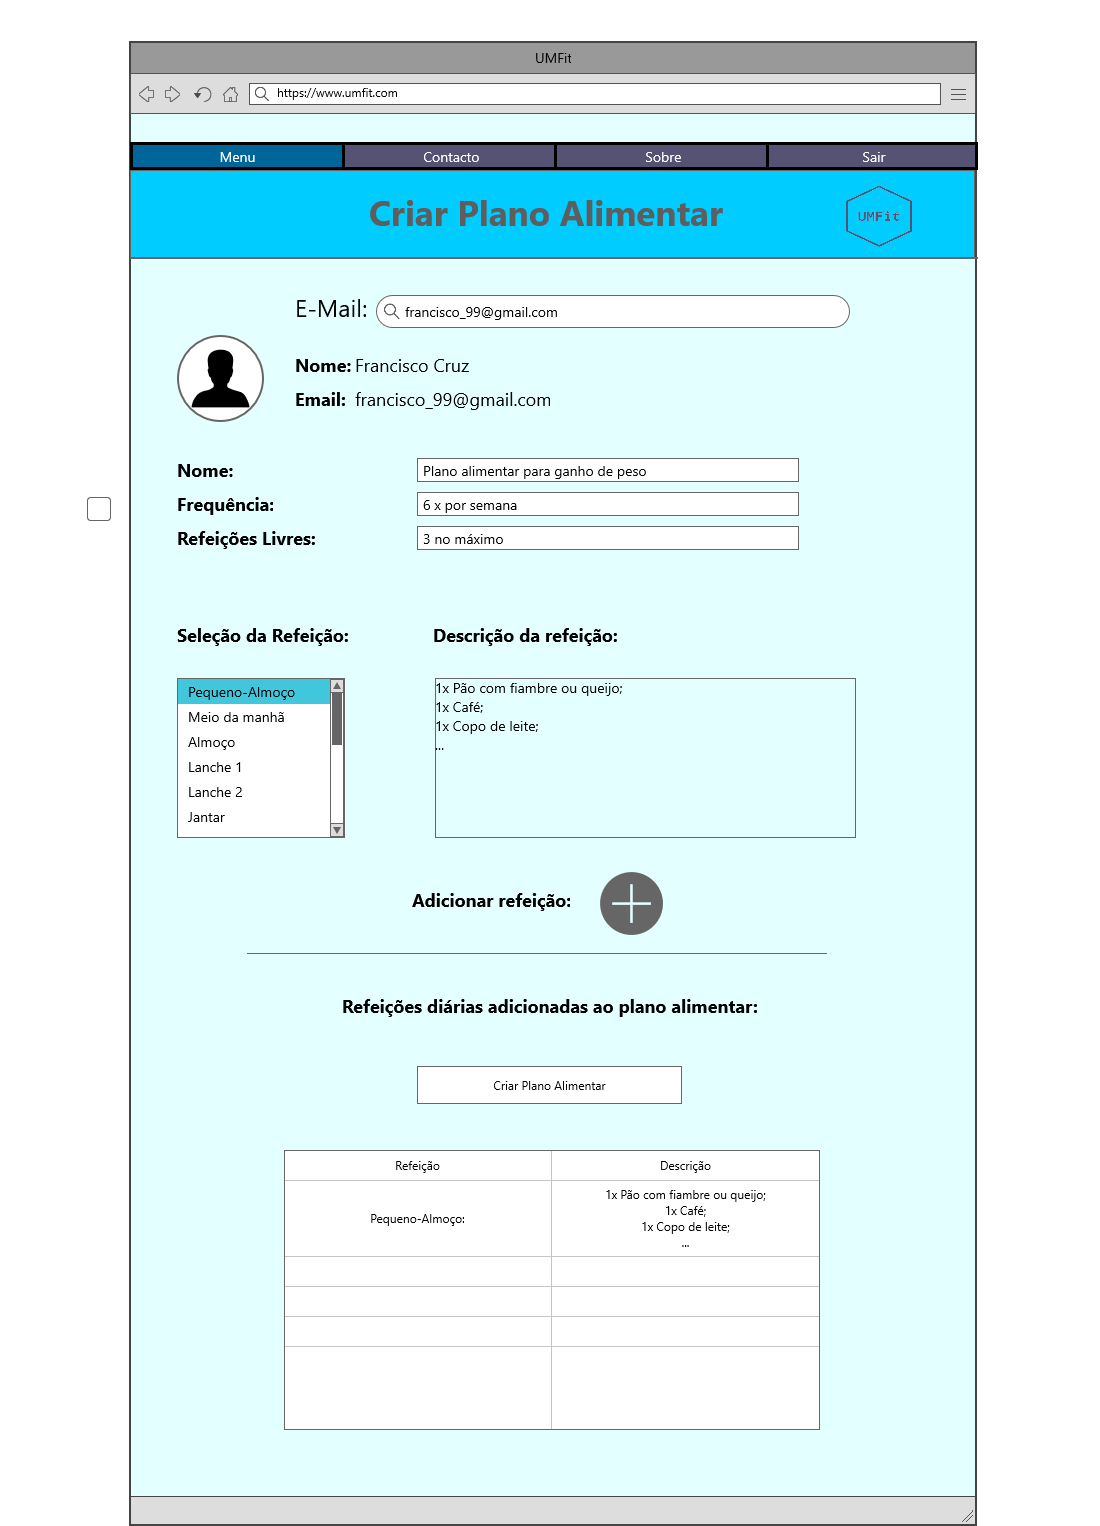 UMFit
https://www.umfit.com
Menu Contacto Sobre Sair
Criar Plano Alimentar
UMFit
E-Mail: francisco_99@gmail.com
Nome: Francisco Cruz
Email: francisco_99@gmail.com
Nome: Plano alimentar para ganho de peso
Frequência: 6 x por semana
Refeições Livres: 3 no máximo
Seleção da Refeição: Descrição da refeição:
Pequeno-Almoço
Meio da manhã
Almoço
Lanche 1
Lanche 2
Jantar
1x Pão com fiambre ou queijo;
1x Café;
1x Copo de leite;
...
Adicionar refeição:
Refeições diárias adicionadas ao plano alimentar:
Criar Plano Alimentar
Refeição Descrição
Pequeno-Almoço:
1x Pão com fiambre ou queijo;
1x Café;
1x Copo de leite;
...